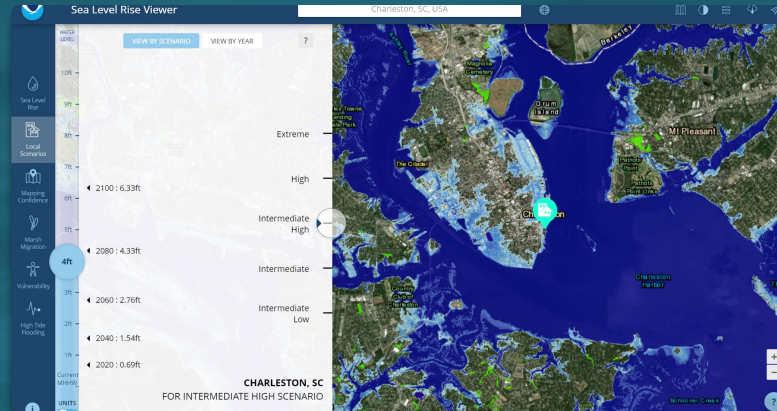 Sea Level Rise Viewer
Charleston, SC, USA
WATER
LEVEL
VIEW BY SCENARIO
VIEW BY YEAR
?
10ft
9ft
8ft
7ft
6ft
5ft
4ft
3ft
2ft
1ft
Current
MHHW
UNITS
Sea Level
Rise
Local
Scenarios
Mapping
Confidence
Marsh
Migration
Vulnerability
High Tide
Flooding
i
Extreme
High
Intermediate
High
Intermediate
Intermediate
Low
2100 : 6.33ft
2080 : 4.33ft
2060 : 2.76ft
2040 : 1.54ft
2020 : 0.69ft
CHARLESTON, SC
FOR INTERMEDIATE HIGH SCENARIO
Berkeley
Magnolia
Cemetery
Drum
Island
Mt Pleasant
The Citadel
Patriots
Point
Patriots
Point Links
Charleston
Harbor
Country
Club of
Charleston
Schooner Creek
+
−
?